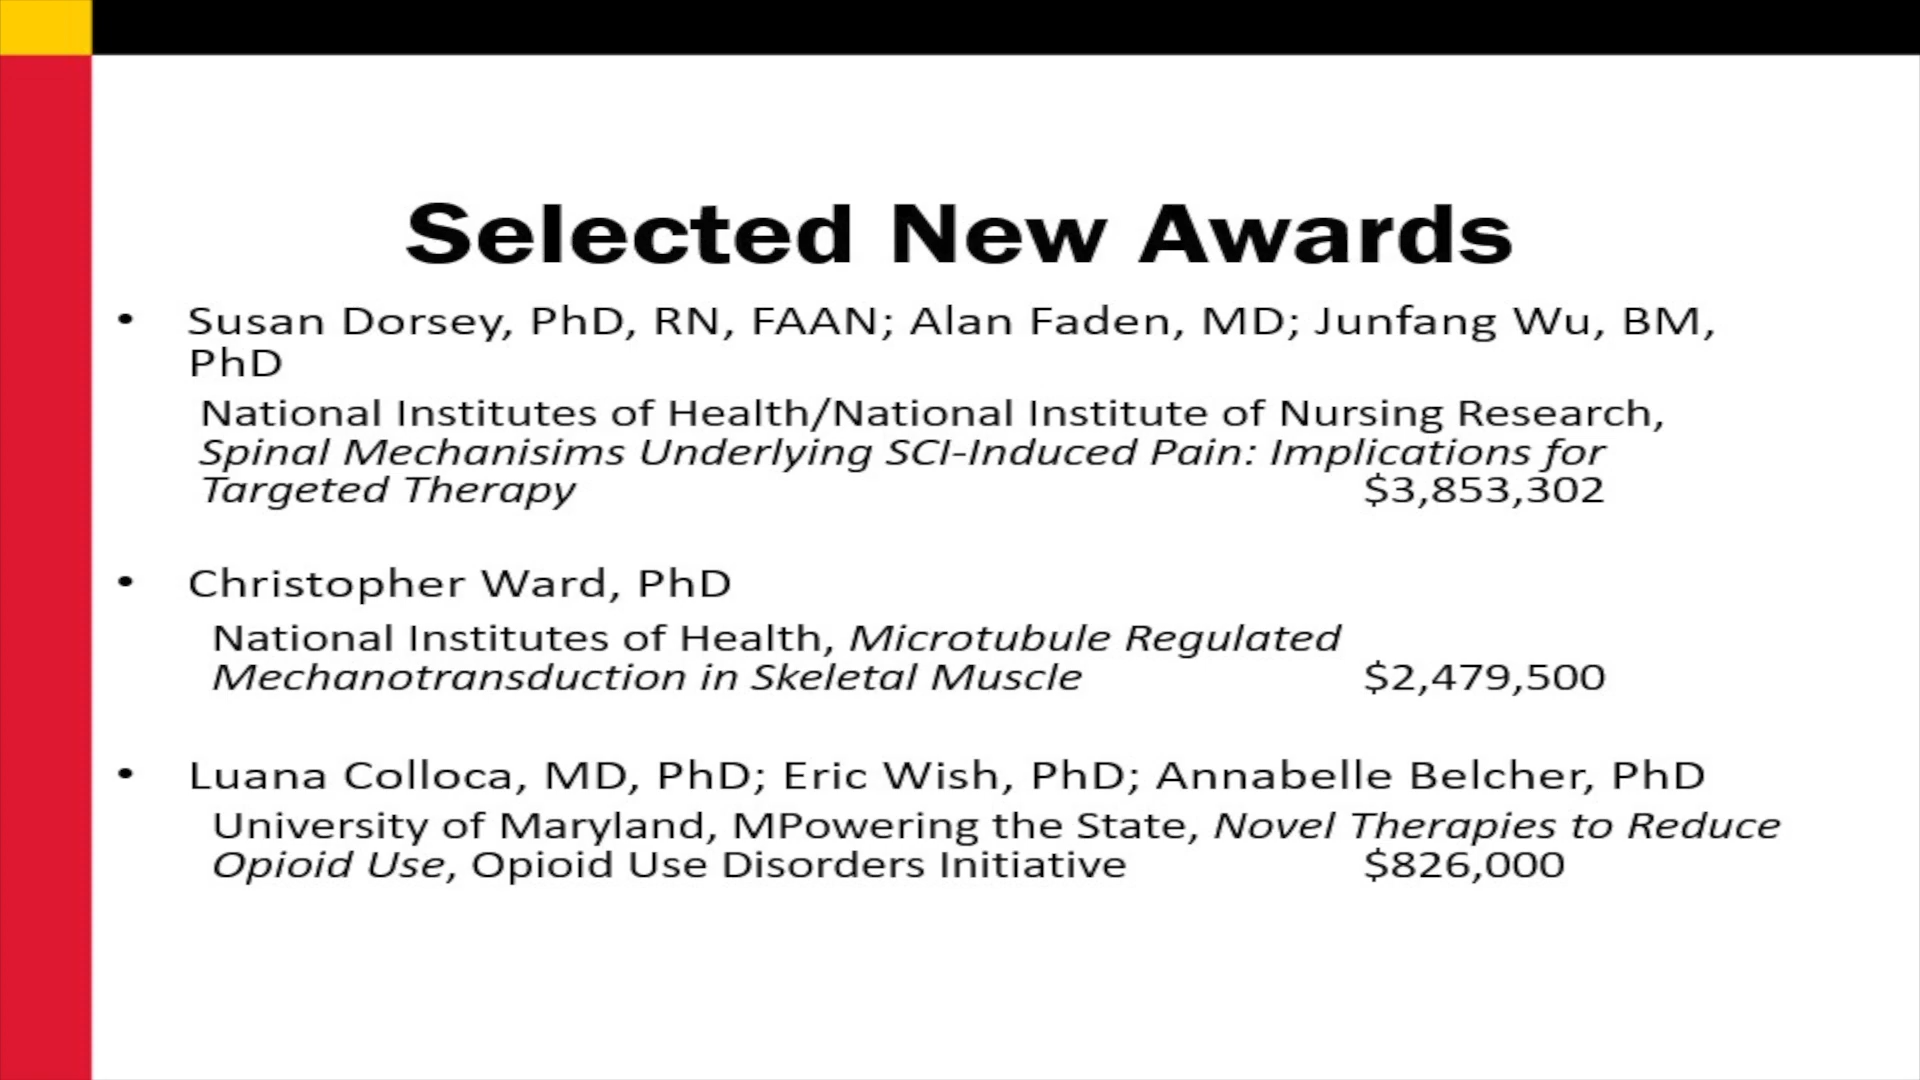 Selected New Awards
• Susan Dorsey, PhD, RN, FAAN; Alan Faden, MD; Junfang Wu, BM,
PhD
National Institutes of Health/National Institute of Nursing Research,
Spinal Mechanisims Underlying SCI-Induced Pain: Implications for
Targeted Therapy $3,853,302
• Christopher Ward, PhD
National Institutes of Health, Microtubule Regulated
Mechanotransduction in Skeletal Muscle $2,479,500
• Luana Colloca, MD, PhD; Eric Wish, PhD; Annabelle Belcher, PhD
University of Maryland, MPowering the State, Novel Therapies to Reduce
Opioid Use, Opioid Use Disorders Initiative $826,000